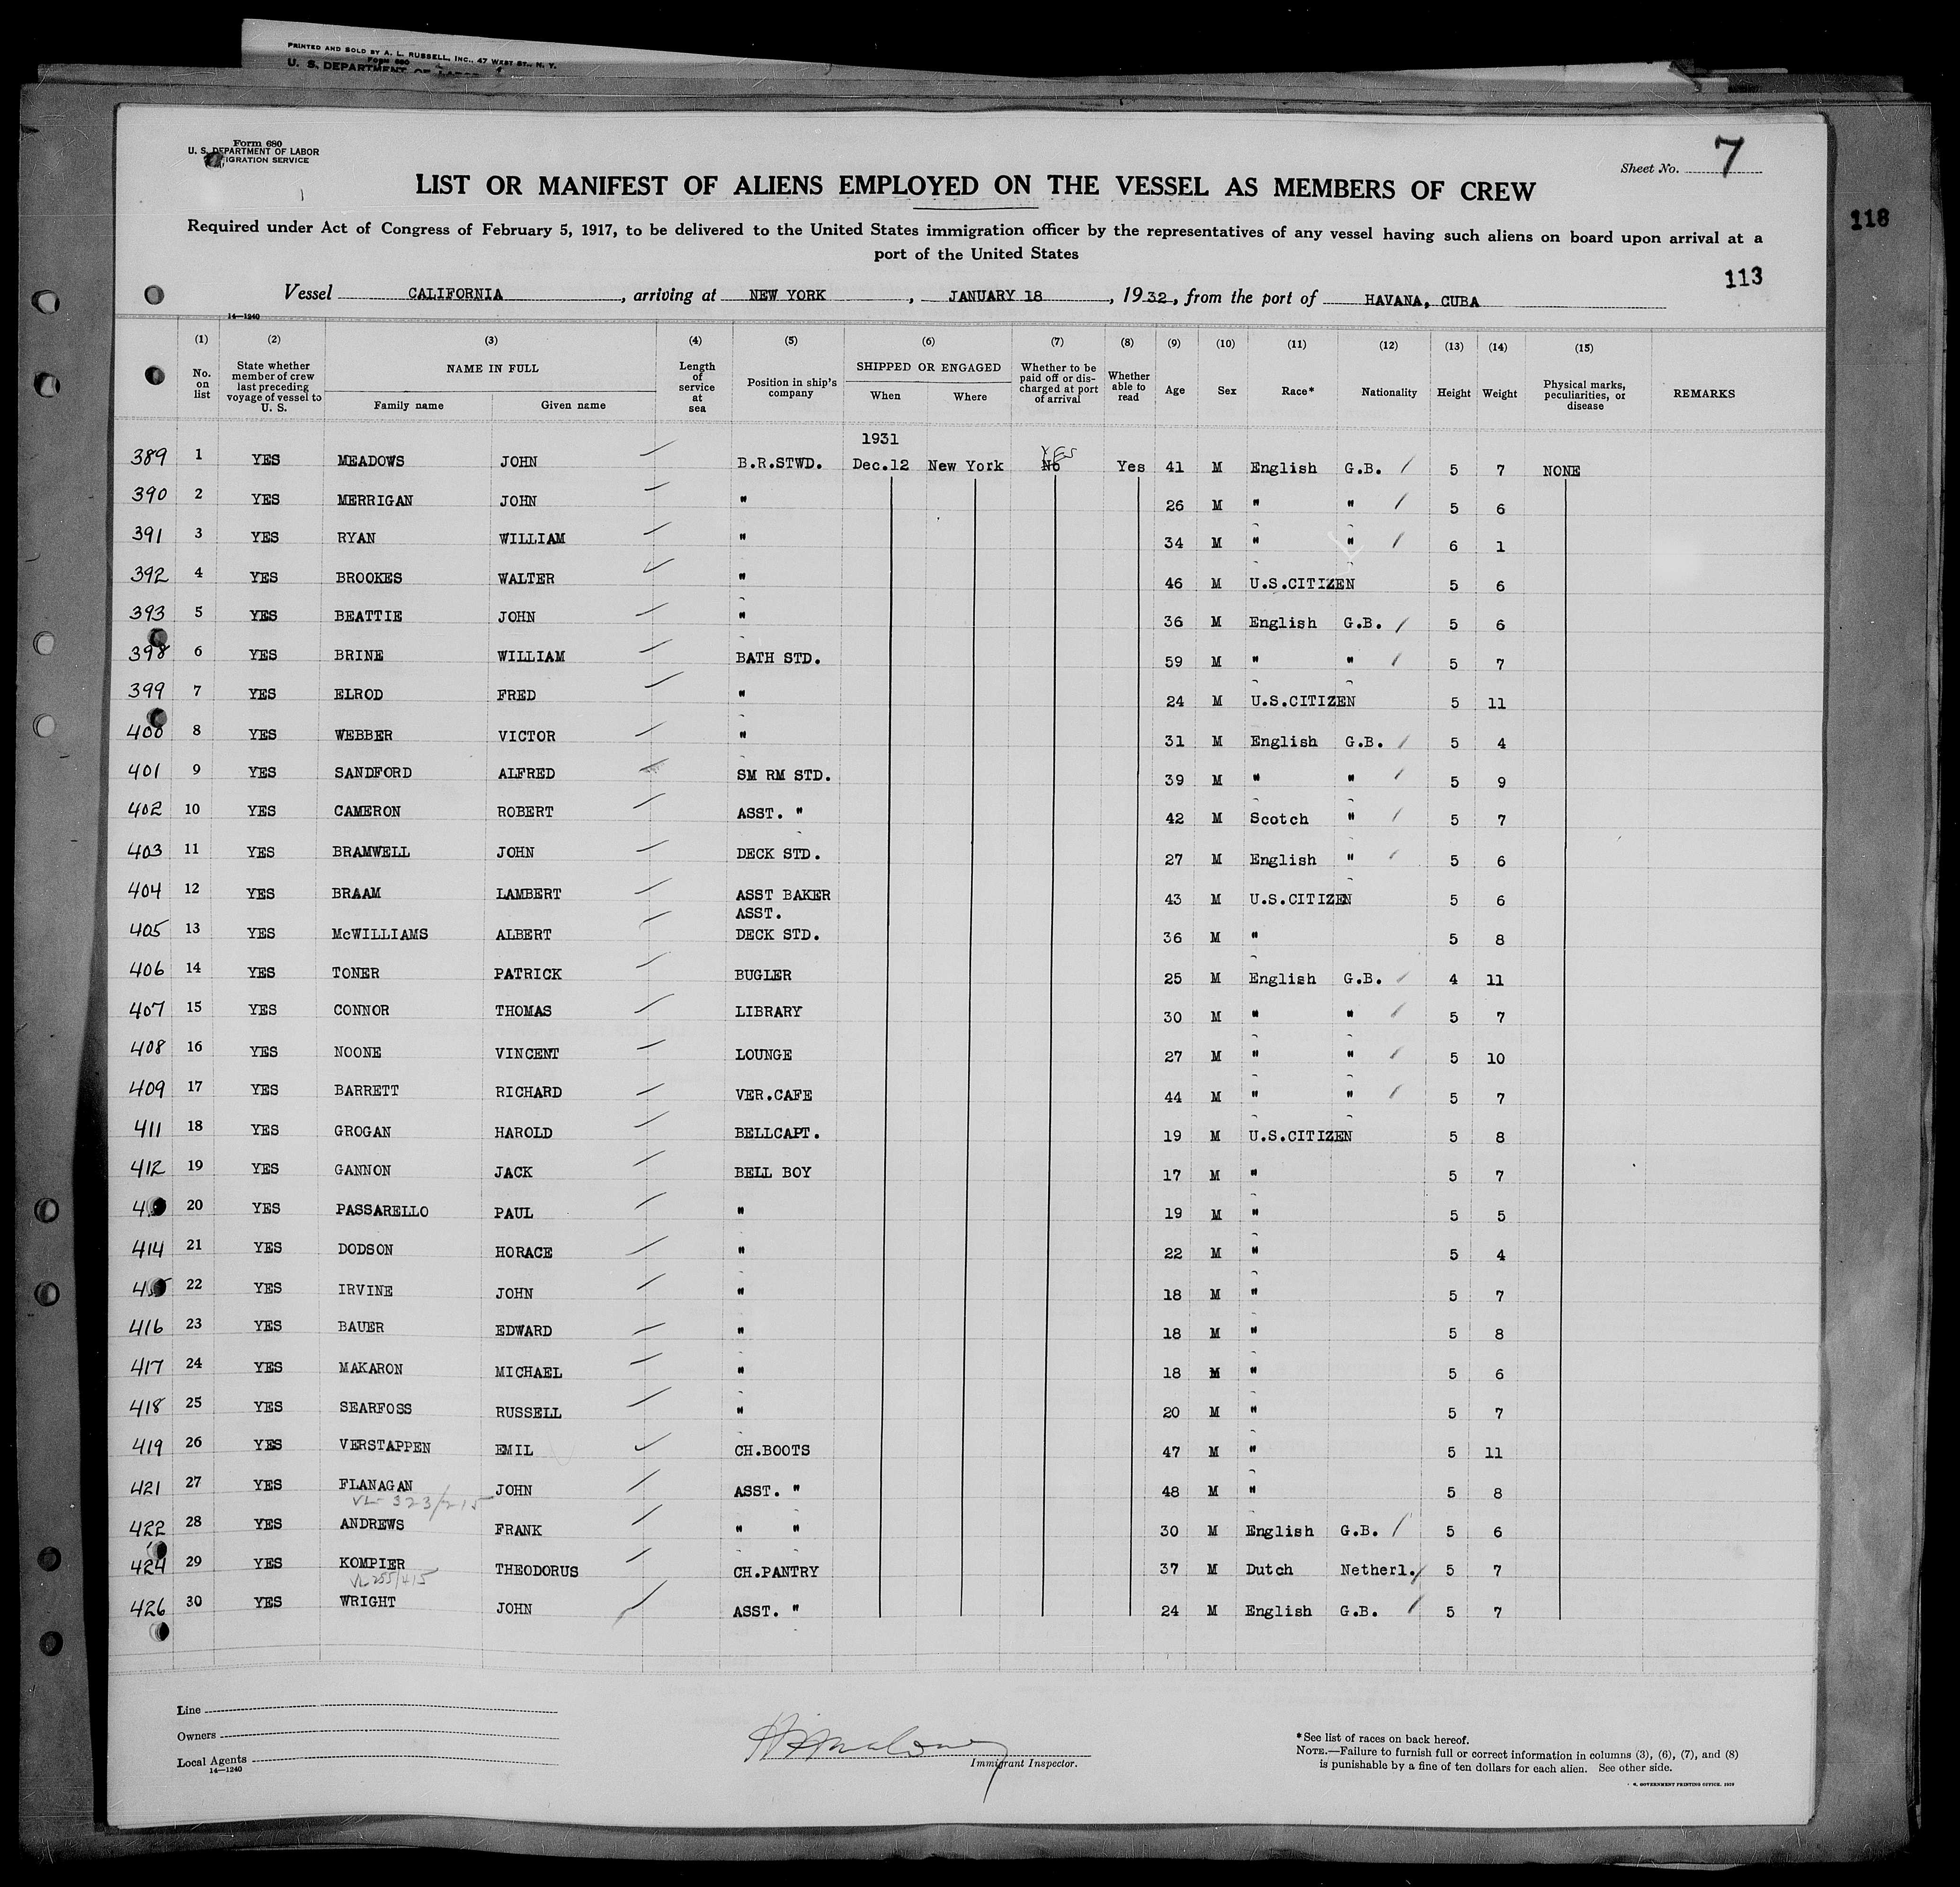 PRINTED AND SOLD BY A. L. RUSSELL, INC., 47 WEST ST., N. Y.
Form 680
U. S. DEPARTMENT OF LABOR
Form 680
U. S. DEPARTMENT OF LABOR
IGRATION SERVICE
Sheet No. 7
LIST OR MANIFEST OF ALIENS EMPLOYED ON THE VESSEL AS MEMBERS OF CREW
118
Required under Act of Congress of February 5, 1917, to be delivered to the United States immigration officer by the representatives of any vessel having such aliens on board upon arrival at a
port of the United States
113
Vessel CALIFORNIA, arriving at NEW YORK, JANUARY 18, 1932, from the port of HAVANA, CUBA
14—1240
(1) (2) (3) (4) (5) (6) (7) (8) (9) (10) (11) (12) (13) (14) (15)
No. on list State whether member of crew last preceding voyage of vessel to U. S. NAME IN FULL Family name Given name Length of service at sea Position in ship's company SHIPPED OR ENGAGED When Where Whether to be paid off or discharged at port of arrival Whether able to read Age Sex Race* Nationality Height Weight Physical marks, peculiarities, or disease REMARKS
1931
389 1 YES MEADOWS JOHN B.R.STWD. Dec.12 New York No Yes Yes 41 M English G.B. 5 7 NONE
390 2 YES MERRIGAN JOHN " 26 M " " 5 6
391 3 YES RYAN WILLIAM " 34 M " " 6 1
392 4 YES BROOKES WALTER " 46 M U.S.CITIZEN 5 6
393 5 YES BEATTIE JOHN " 36 M English G.B. 5 6
398 6 YES BRINE WILLIAM BATH STD. 59 M " " 5 7
399 7 YES ELROD FRED " 24 M U.S.CITIZEN 5 11
400 8 YES WEBBER VICTOR " 31 M English G.B. 5 4
401 9 YES SANDFORD ALFRED SM RM STD. 39 M " " 5 9
402 10 YES CAMERON ROBERT ASST. " 42 M Scotch " 5 7
403 11 YES BRAMWELL JOHN DECK STD. 27 M English " 5 6
404 12 YES BRAAM LAMBERT ASST BAKER 43 M U.S.CITIZEN 5 6
ASST.
405 13 YES McWILLIAMS ALBERT DECK STD. 36 M " 5 8
406 14 YES TONER PATRICK BUGLER 25 M English G.B. 4 11
407 15 YES CONNOR THOMAS LIBRARY 30 M " " 5 7
408 16 YES NOONE VINCENT LOUNGE 27 M " " 5 10
409 17 YES BARRETT RICHARD VER.CAFE 44 M " " 5 7
411 18 YES GROGAN HAROLD BELLCAPT. 19 M U.S.CITIZEN 5 8
412 19 YES GANNON JACK BELL BOY 17 M " 5 7
20 YES PASSARELLO PAUL " 19 M " 5 5
414 21 YES DODSON HORACE " 22 M " 5 4
22 YES IRVINE JOHN " 18 M " 5 7
416 23 YES BAUER EDWARD " 18 M " 5 8
417 24 YES MAKARON MICHAEL " 18 M " 5 6
418 25 YES SEARFOSS RUSSELL " 20 M " 5 7
419 26 YES VERSTAPPEN EMIL CH.BOOTS 47 M " 5 11
421 27 YES FLANAGAN JOHN ASST. " 48 M " 5 8
VL 323/215
422 28 YES ANDREWS FRANK " " 30 M English G.B. 5 6
424 29 YES KOMPIER THEODORUS CH.PANTRY 37 M Dutch Netherl. 5 7
VL 255/415
426 30 YES WRIGHT JOHN ASST. " 24 M English G.B. 5 7
Line
Owners
Local Agents
14—1240
Immigrant Inspector.
*See list of races on back hereof.
NOTE.—Failure to furnish full or correct information in columns (3), (6), (7), and (8)
is punishable by a fine of ten dollars for each alien. See other side.
GOVERNMENT PRINTING OFFICE